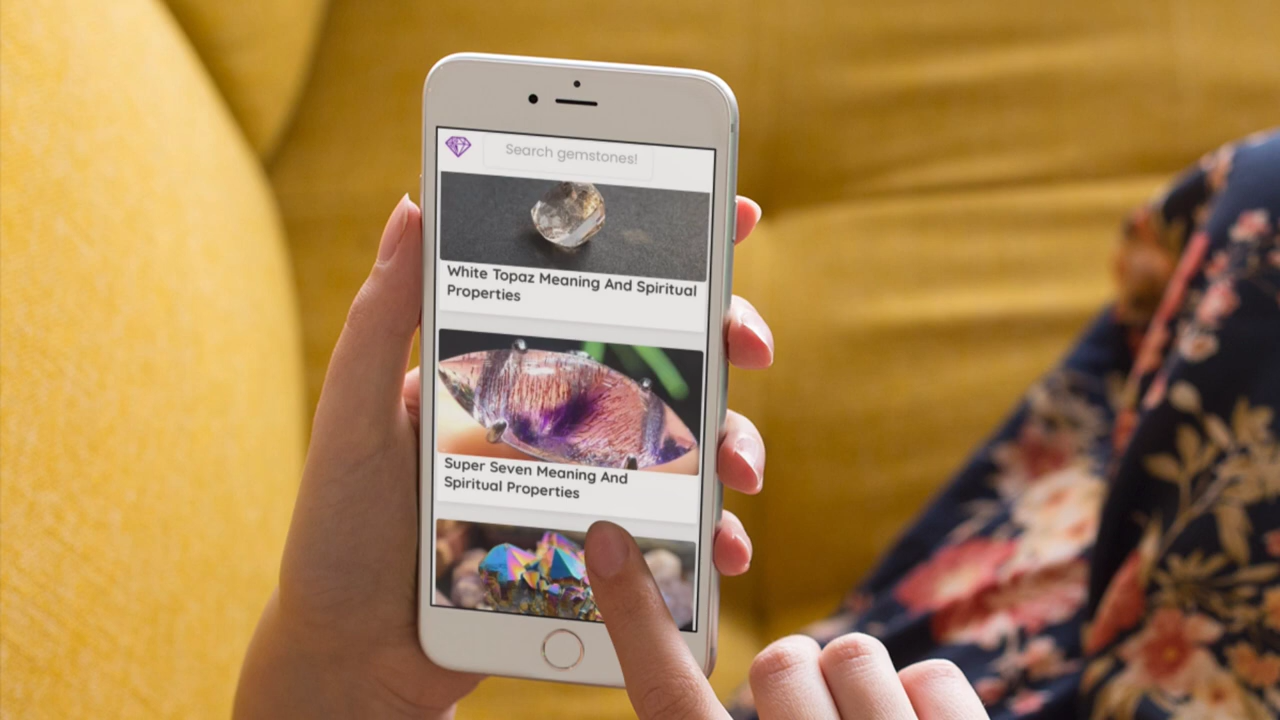 Search gemstones!
White Topaz Meaning And Spiritual
Properties
Super Seven Meaning And
Spiritual Properties